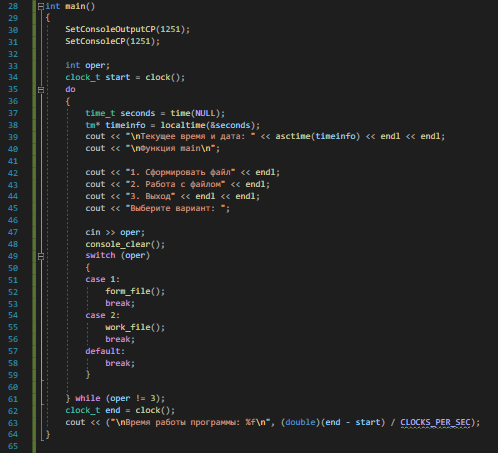 28 int main()
29 {
30 SetConsoleOutputCP(1251);
31 SetConsoleCP(1251);
32
33 int oper;
34 clock_t start = clock();
35 do
36 {
37 time_t seconds = time(NULL);
38 tm* timeinfo = localtime(&seconds);
39 cout << "\nТекущее время и дата: " << asctime(timeinfo) << endl << endl;
40 cout << "\nФункция main\n";
41
42 cout << "1. Сформировать файл" << endl;
43 cout << "2. Работа с файлом" << endl;
44 cout << "3. Выход" << endl << endl;
45 cout << "Выберите вариант: ";
46
47 cin >> oper;
48 console_clear();
49 switch (oper)
50 {
51 case 1:
52 form_file();
53 break;
54 case 2:
55 work_file();
56 break;
57 default:
58 break;
59 }
60
61 } while (oper != 3);
62 clock_t end = clock();
63 cout << ("\nВремя работы программы: %f\n", (double)(end - start) / CLOCKS_PER_SEC);
64 }
65